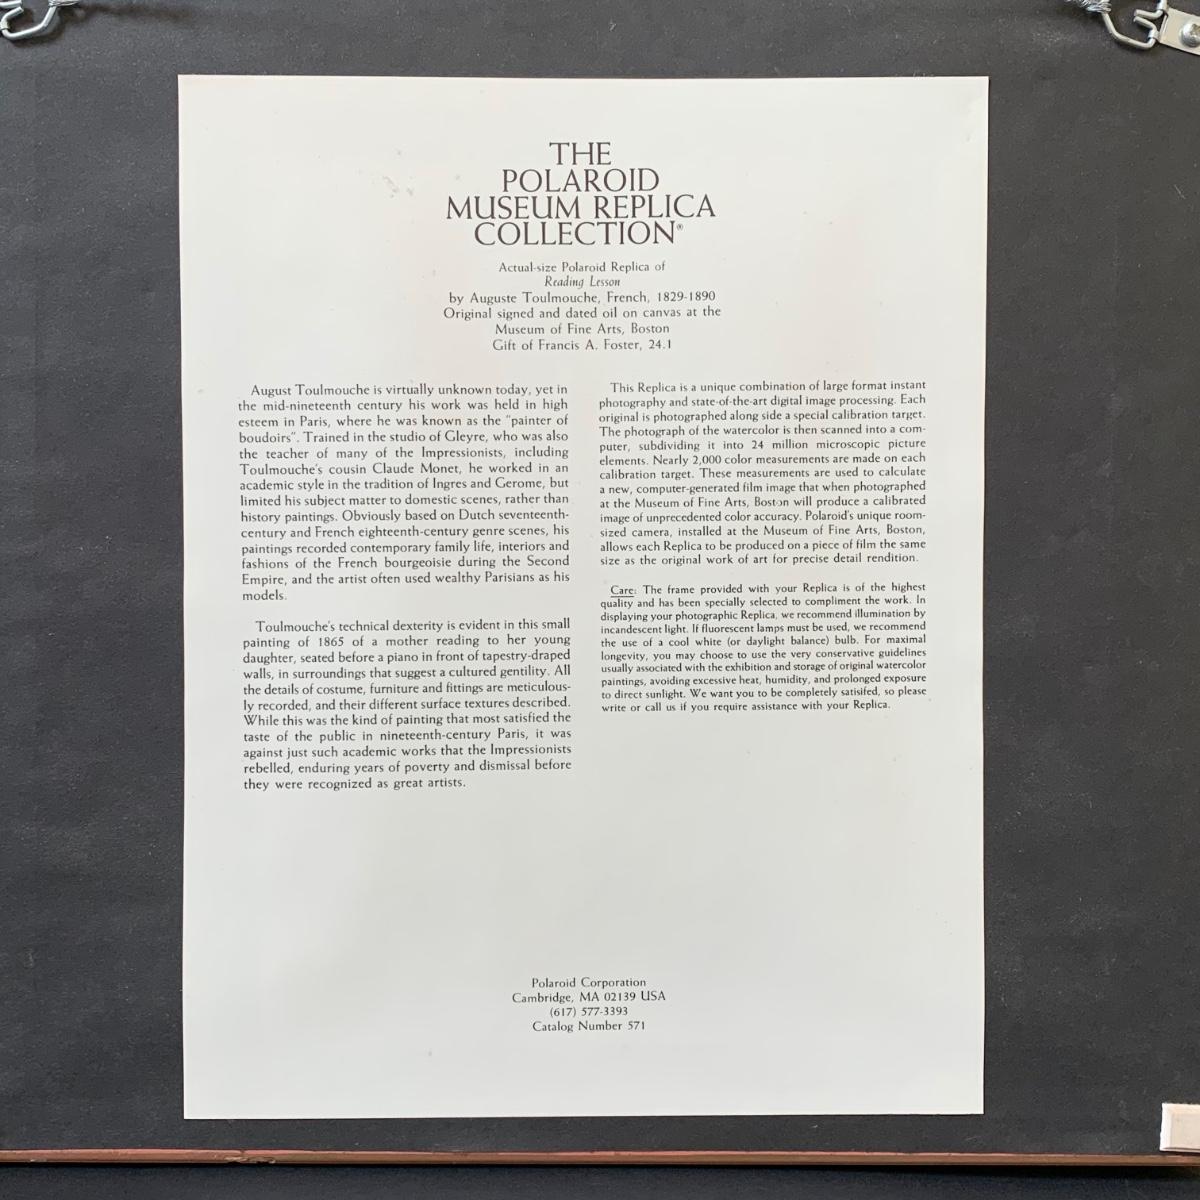 THE
POLAROID
MUSEUM REPLICA
COLLECTION®
Actual-size Polaroid Replica of
Reading Lesson
by Auguste Toulmouche, French, 1829-1890
Original signed and dated oil on canvas at the
Museum of Fine Arts, Boston
Gift of Francis A. Foster, 24.1
August Toulmouche is virtually unknown today, yet in
the mid-nineteenth century his work was held in high
esteem in Paris, where he was known as the "painter of
boudoirs". Trained in the studio of Gleyre, who was also
the teacher of many of the Impressionists, including
Toulmouche's cousin Claude Monet, he worked in an
academic style in the tradition of Ingres and Gerome, but
limited his subject matter to domestic scenes, rather than
history paintings. Obviously based on Dutch seventeenth-
century and French eighteenth-century genre scenes, his
paintings recorded contemporary family life, interiors and
fashions of the French bourgeoisie during the Second
Empire, and the artist often used wealthy Parisians as his
models.
Toulmouche's technical dexterity is evident in this small
painting of 1865 of a mother reading to her young
daughter, seated before a piano in front of tapestry-draped
walls, in surroundings that suggest a cultured gentility. All
the details of costume, furniture and fittings are meticulous-
ly recorded, and their different surface textures described.
While this was the kind of painting that most satisfied the
taste of the public in nineteenth-century Paris, it was
against just such academic works that the Impressionists
rebelled, enduring years of poverty and dismissal before
they were recognized as great artists.
This Replica is a unique combination of large format instant
photography and state-of-the-art digital image processing. Each
original is photographed along side a special calibration target.
The photograph of the watercolor is then scanned into a com-
puter, subdividing it into 24 million microscopic picture
elements. Nearly 2,000 color measurements are made on each
calibration target. These measurements are used to calculate
a new, computer-generated film image that when photographed
at the Museum of Fine Arts, Boston will produce a calibrated
image of unprecedented color accuracy. Polaroid's unique room-
sized camera, installed at the Museum of Fine Arts, Boston,
allows each Replica to be produced on a piece of film the same
size as the original work of art for precise detail rendition.
Care: The frame provided with your Replica is of the highest
quality and has been specially selected to compliment the work. In
displaying your photographic Replica, we recommend illumination by
incandescent light. If fluorescent lamps must be used, we recommend
the use of a cool white (or daylight balance) bulb. For maximal
longevity, you may choose to use the very conservative guidelines
usually associated with the exhibition and storage of original watercolor
paintings, avoiding excessive heat, humidity, and prolonged exposure
to direct sunlight. We want you to be completely satisifed, so please
write or call us if you require assistance with your Replica.
Polaroid Corporation
Cambridge, MA 02139 USA
(617) 577-3393
Catalog Number 571